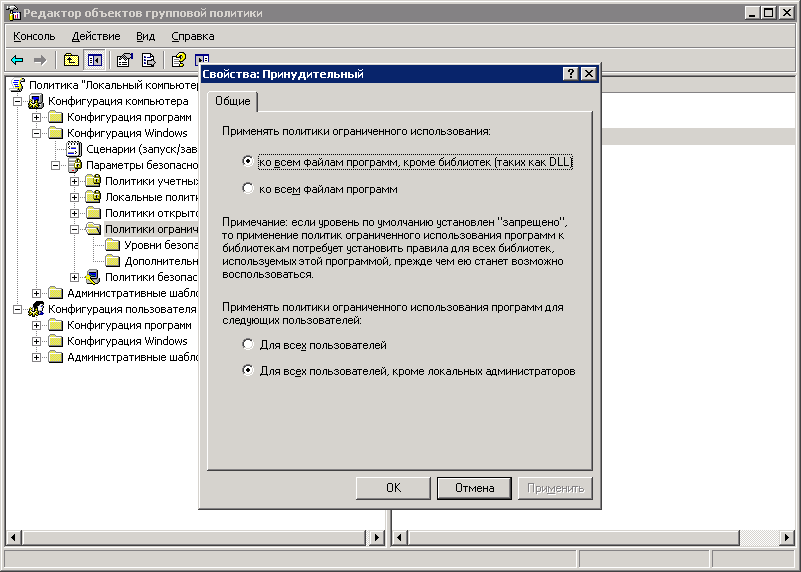 Редактор объектов групповой политики
Консоль Действие Вид Справка
Политика "Локальный компьютер
Конфигурация компьютера
Конфигурация программ
Конфигурация Windows
Сценарии (запуск/зав
Параметры безопасно
Политики учетных
Локальные полит
Политики открыто
Политики огранич
Уровни безопа
Дополнительн
Политики безопас
Административные шабло
Конфигурация пользователя
Конфигурация программ
Конфигурация Windows
Административные шабло
Свойства: Принудительный
Общие
Применять политики ограниченного использования:
ко всем файлам программ, кроме библиотек (таких как DLL)
ко всем файлам программ
Примечание: если уровень по умолчанию установлен "запрещено",
то применение политик ограниченного использования программ к
библиотекам потребует установить правила для всех библиотек,
используемых этой программой, прежде чем ею станет возможно
воспользоваться.
Применять политики ограниченного использования программ для
следующих пользователей:
Для всех пользователей
Для всех пользователей, кроме локальных администраторов
OK Отмена Применить